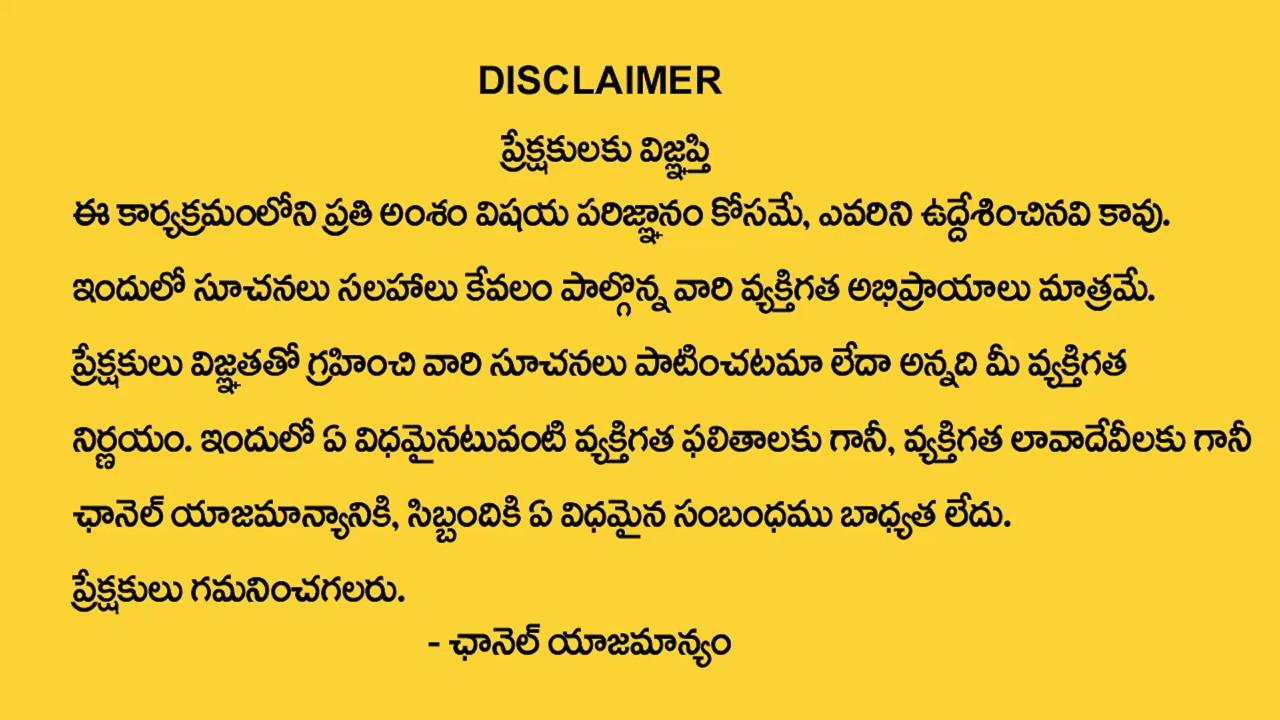 DISCLAIMER
ప్రేక్షకులకు విజ్ఞప్తి
ఈ కార్యక్రమంలోని ప్రతి అంశం విషయ పరిజ్ఞానం కోసమే, ఎవరిని ఉద్దేశించినవి కావు.
ఇందులో సూచనలు సలహాలు కేవలం పాల్గొన్న వారి వ్యక్తిగత అభిప్రాయాలు మాత్రమే.
ప్రేక్షకులు విజ్ఞతతో గ్రహించి వారి సూచనలు పాటించటమా లేదా అన్నది మీ వ్యక్తిగత
నిర్ణయం. ఇందులో ఏ విధమైనటువంటి వ్యక్తిగత ఫలితాలకు గానీ, వ్యక్తిగత లావాదేవీలకు గానీ
ఛానెల్ యాజమాన్యానికి, సిబ్బందికి ఏ విధమైన సంబంధము బాధ్యత లేదు.
ప్రేక్షకులు గమనించగలరు.
- ఛానెల్ యాజమాన్యం